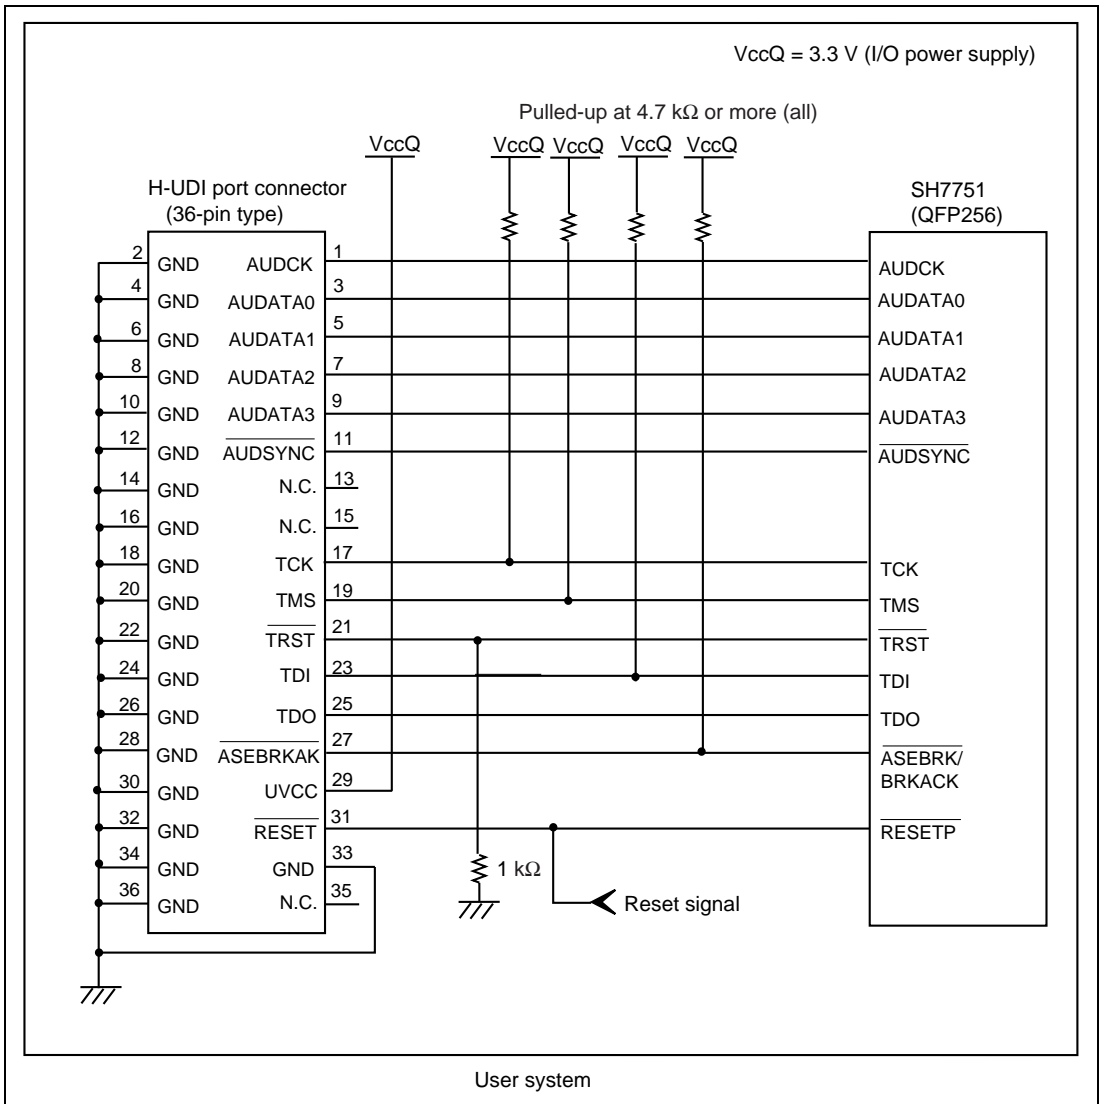 VccQ = 3.3 V (I/O power supply)
Pulled-up at 4.7 kΩ or more (all)
VccQ VccQ VccQ VccQ VccQ
H-UDI port connector
(36-pin type)
SH7751
(QFP256)
2 GND AUDCK 1 AUDCK
4 GND AUDATA0 3 AUDATA0
6 GND AUDATA1 5 AUDATA1
8 GND AUDATA2 7 AUDATA2
10 GND AUDATA3 9 AUDATA3
12 GND AUDSYNC 11 AUDSYNC
14 GND N.C. 13
16 GND N.C. 15
18 GND TCK 17 TCK
20 GND TMS 19 TMS
22 GND TRST 21 TRST
24 GND TDI 23 TDI
26 GND TDO 25 TDO
28 GND ASEBRKAK 27 ASEBRK/
BRKACK
30 GND UVCC 29
32 GND RESET 31 RESETP
34 GND GND 33
1 kΩ
36 GND N.C. 35
Reset signal
User system